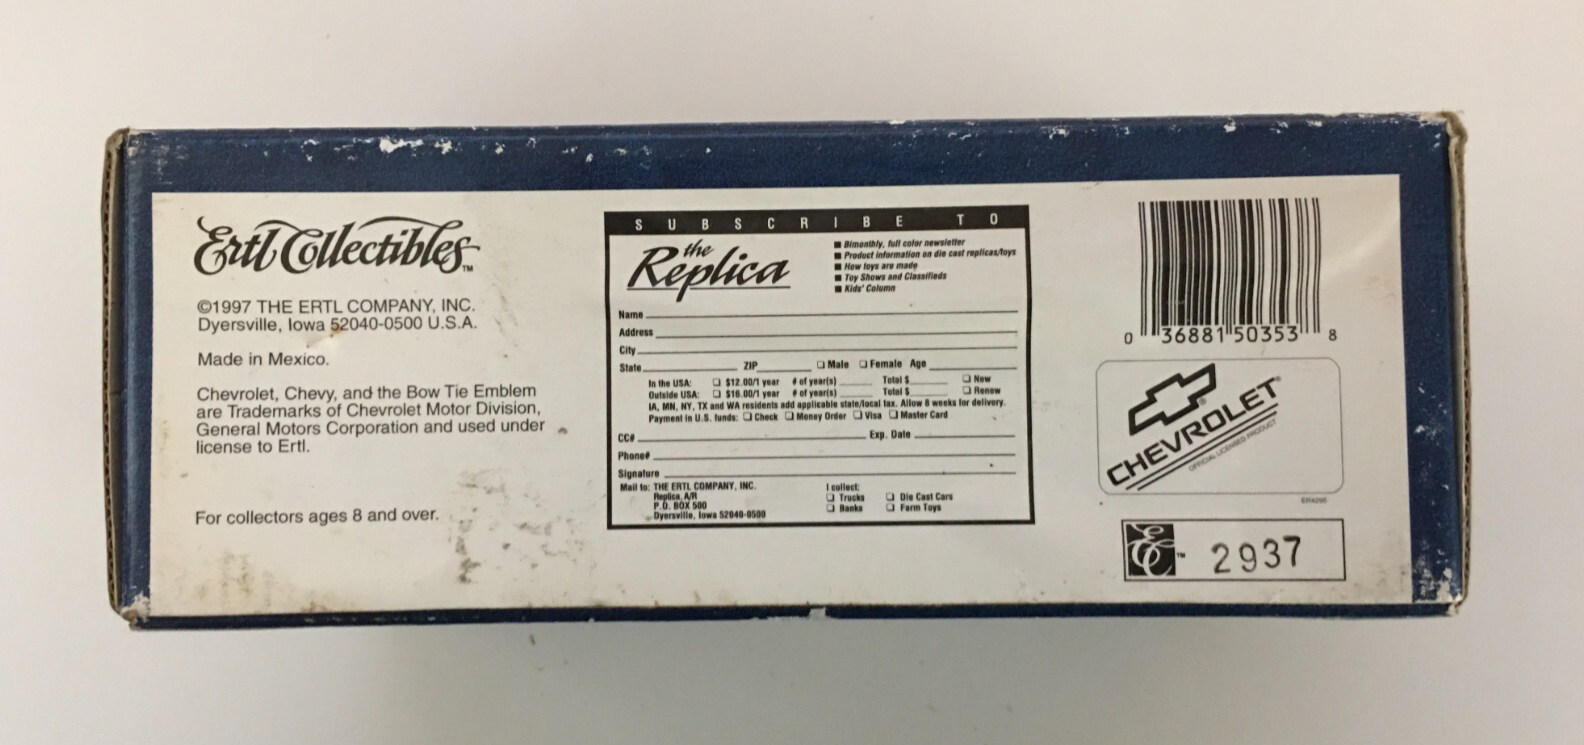 Ertl Collectibles™
©1997 THE ERTL COMPANY, INC.
Dyersville, Iowa 52040-0500 U.S.A.
Made in Mexico.
Chevrolet, Chevy, and the Bow Tie Emblem
are Trademarks of Chevrolet Motor Division,
General Motors Corporation and used under
license to Ertl.
For collectors ages 8 and over.
SUBSCRIBE TO
the
Replica
■ Bimonthly, full color newsletter
■ Product information on die cast replicas/toys
■ How toys are made
■ Toy Shows and Classifieds
■ Kids' Column
Name
Address
City
State ZIP ❏ Male ❏ Female Age
In the USA: ❏ $12.00/1 year # of year(s) Total $ ❏ New
Outside USA: ❏ $16.00/1 year # of year(s) Total $ ❏ Renew
IA, MN, NY, TX and WA residents add applicable state/local tax. Allow 8 weeks for delivery.
Payment in U.S. funds: ❏ Check ❏ Money Order ❏ Visa ❏ Master Card
CC# Exp. Date
Phone#
Signature
Mail to: THE ERTL COMPANY, INC.
Replica, A/R
P.O. BOX 500
Dyersville, Iowa 52040-0500
I collect:
❏ Trucks ❏ Die Cast Cars
❏ Banks ❏ Farm Toys
0 36881 50353 8
CHEVROLET®
OFFICIAL LICENSED PRODUCT
EC™ 2937